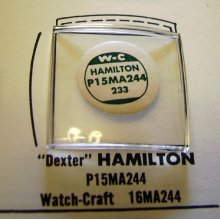 W-C
HAMILTON
P15MA244
233
"Dexter" HAMILTON
P15MA244
Watch-Craft 16MA244